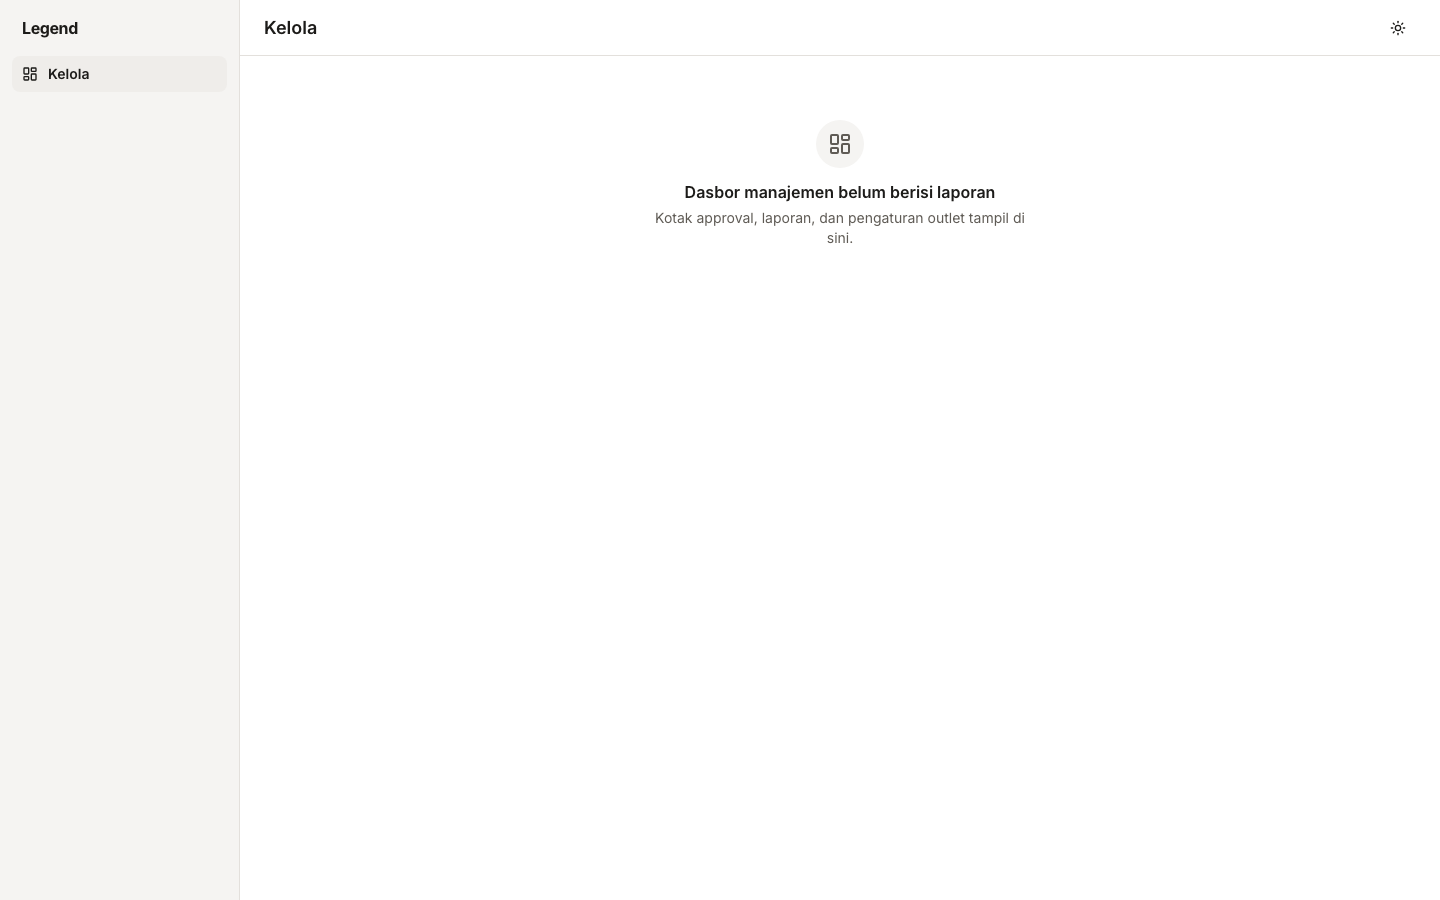 Legend
Kelola
Kelola
Dasbor manajemen belum berisi laporan
Kotak approval, laporan, dan pengaturan outlet tampil di
sini.